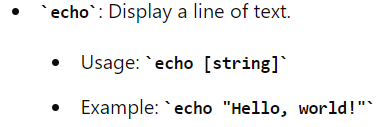 • `echo`: Display a line of text.
• Usage: `echo [string]`
• Example: `echo "Hello, world!"`